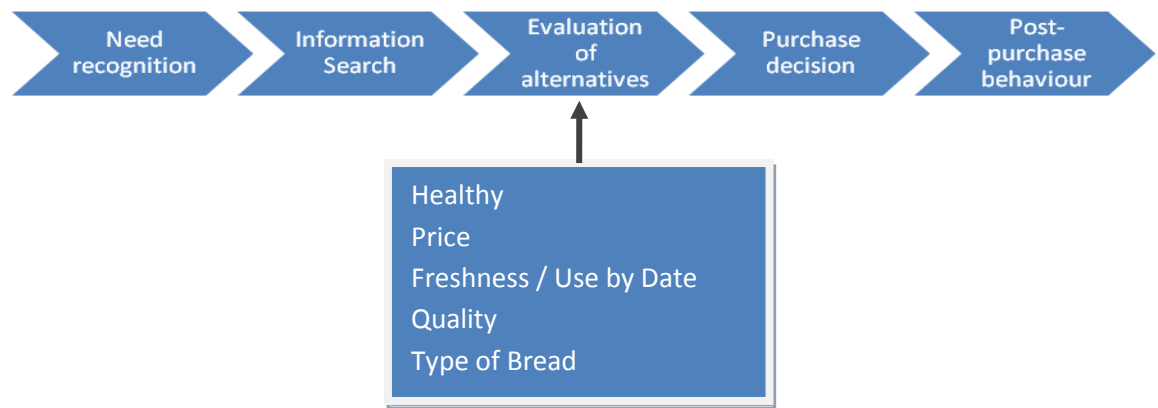 Need
recognition
Information
Search
Evaluation
of
alternatives
Purchase
decision
Post-
purchase
behaviour
Healthy
Price
Freshness / Use by Date
Quality
Type of Bread